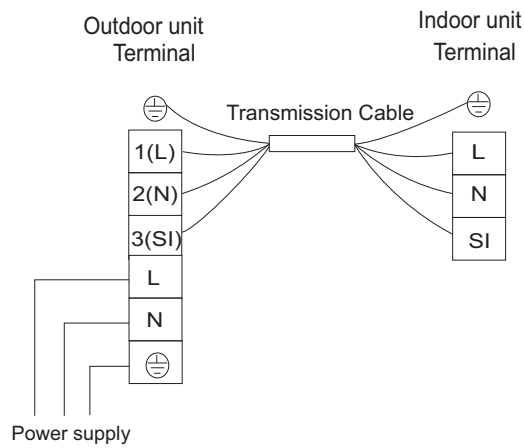 Outdoor unit
Terminal
Indoor unit
Terminal
Transmission Cable
1(L)
2(N)
3(SI)
L
N
L
N
SI
Power supply